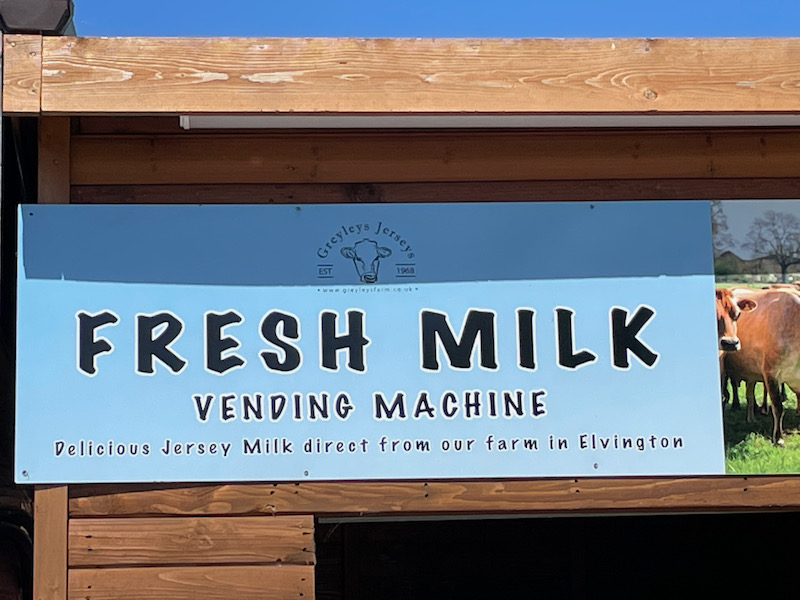 Greyleys Jerseys
EST 1968
• www.greyleysfarm.co.uk •
FRESH MILK
VENDING MACHINE
Delicious Jersey Milk direct from our farm in Elvington